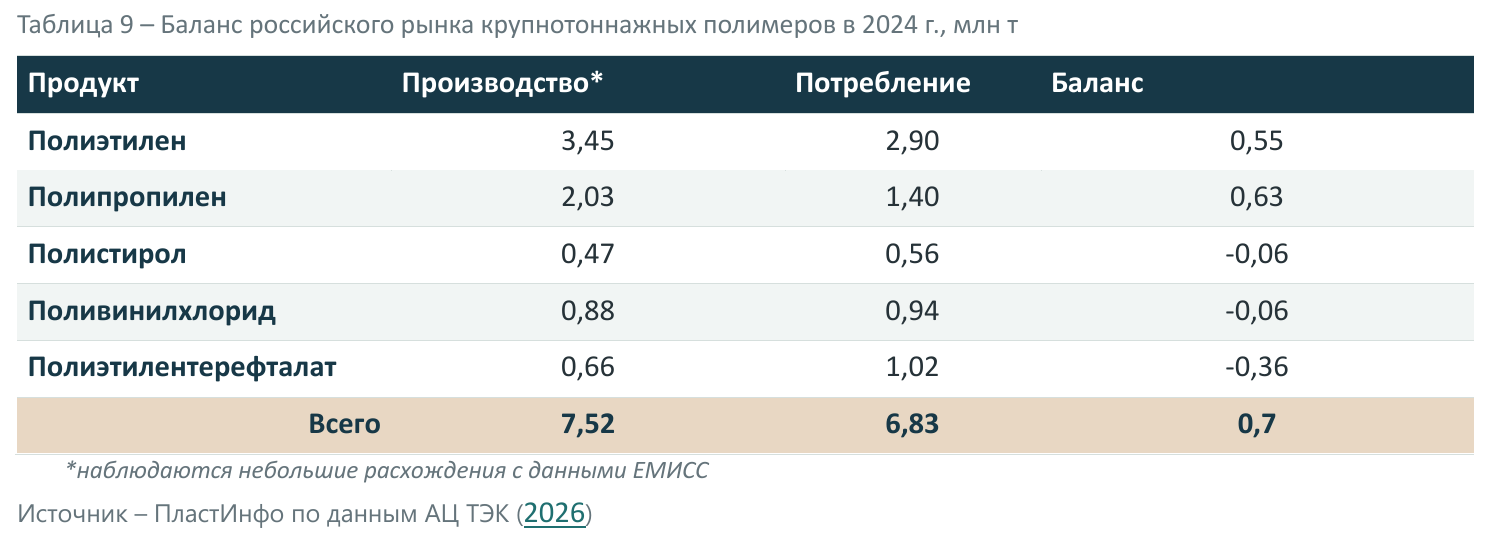 Таблица 9 – Баланс российского рынка крупнотоннажных полимеров в 2024 г., млн т
Продукт Производство* Потребление Баланс
Полиэтилен 3,45 2,90 0,55
Полипропилен 2,03 1,40 0,63
Полистирол 0,47 0,56 -0,06
Поливинилхлорид 0,88 0,94 -0,06
Полиэтилентерефталат 0,66 1,02 -0,36
Всего 7,52 6,83 0,7
*наблюдаются небольшие расхождения с данными ЕМИСС
Источник – ПластИнфо по данным АЦ ТЭК (2026)